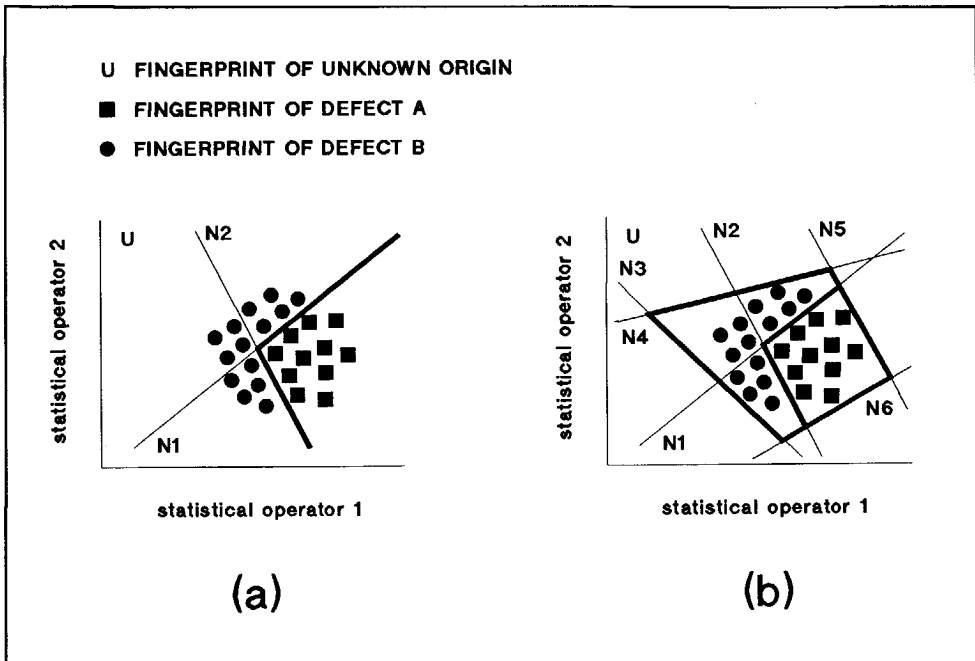 U FINGERPRINT OF UNKNOWN ORIGIN
FINGERPRINT OF DEFECT A
FINGERPRINT OF DEFECT B
statistical operator 2
U
N2
N1
statistical operator 1
(a)
statistical operator 2
U
N2
N5
N3
N4
N1
N6
statistical operator 1
(b)